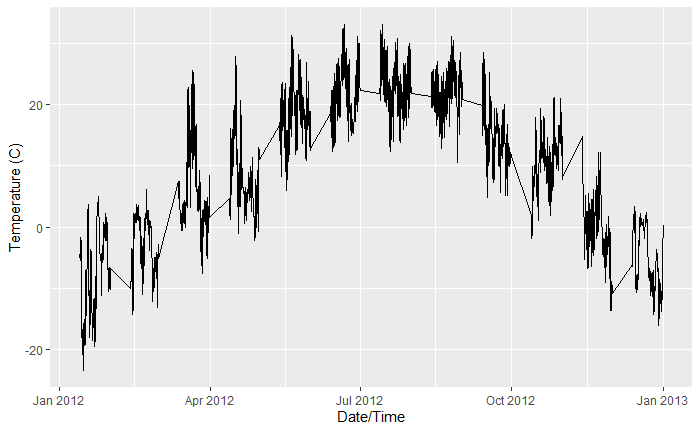 Temperature (C)
20
0
-20
Jan 2012
Apr 2012
Jul 2012
Oct 2012
Jan 2013
Date/Time